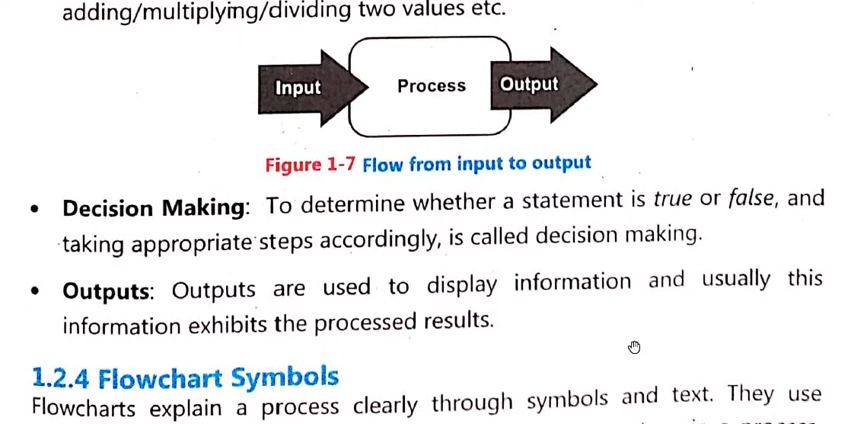 adding/multiplying/dividing two values etc.
Input
Process
Output
Figure 1-7 Flow from input to output
• Decision Making: To determine whether a statement is true or false, and
taking appropriate steps accordingly, is called decision making.
• Outputs: Outputs are used to display information and usually this
information exhibits the processed results.
1.2.4 Flowchart Symbols
Flowcharts explain a process clearly through symbols and text. They use